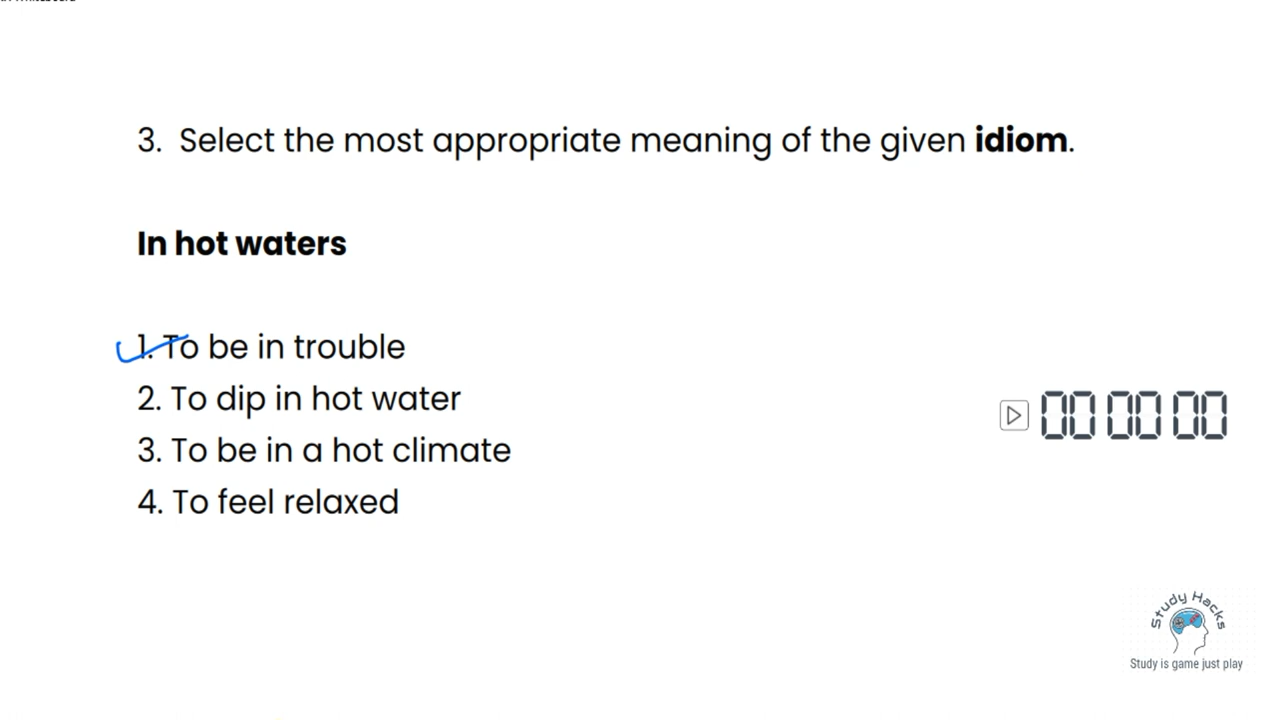 3. Select the most appropriate meaning of the given idiom.
In hot waters
1. To be in trouble
2. To dip in hot water
3. To be in a hot climate
4. To feel relaxed
00 00 00
Study Hacks
Study is game just play